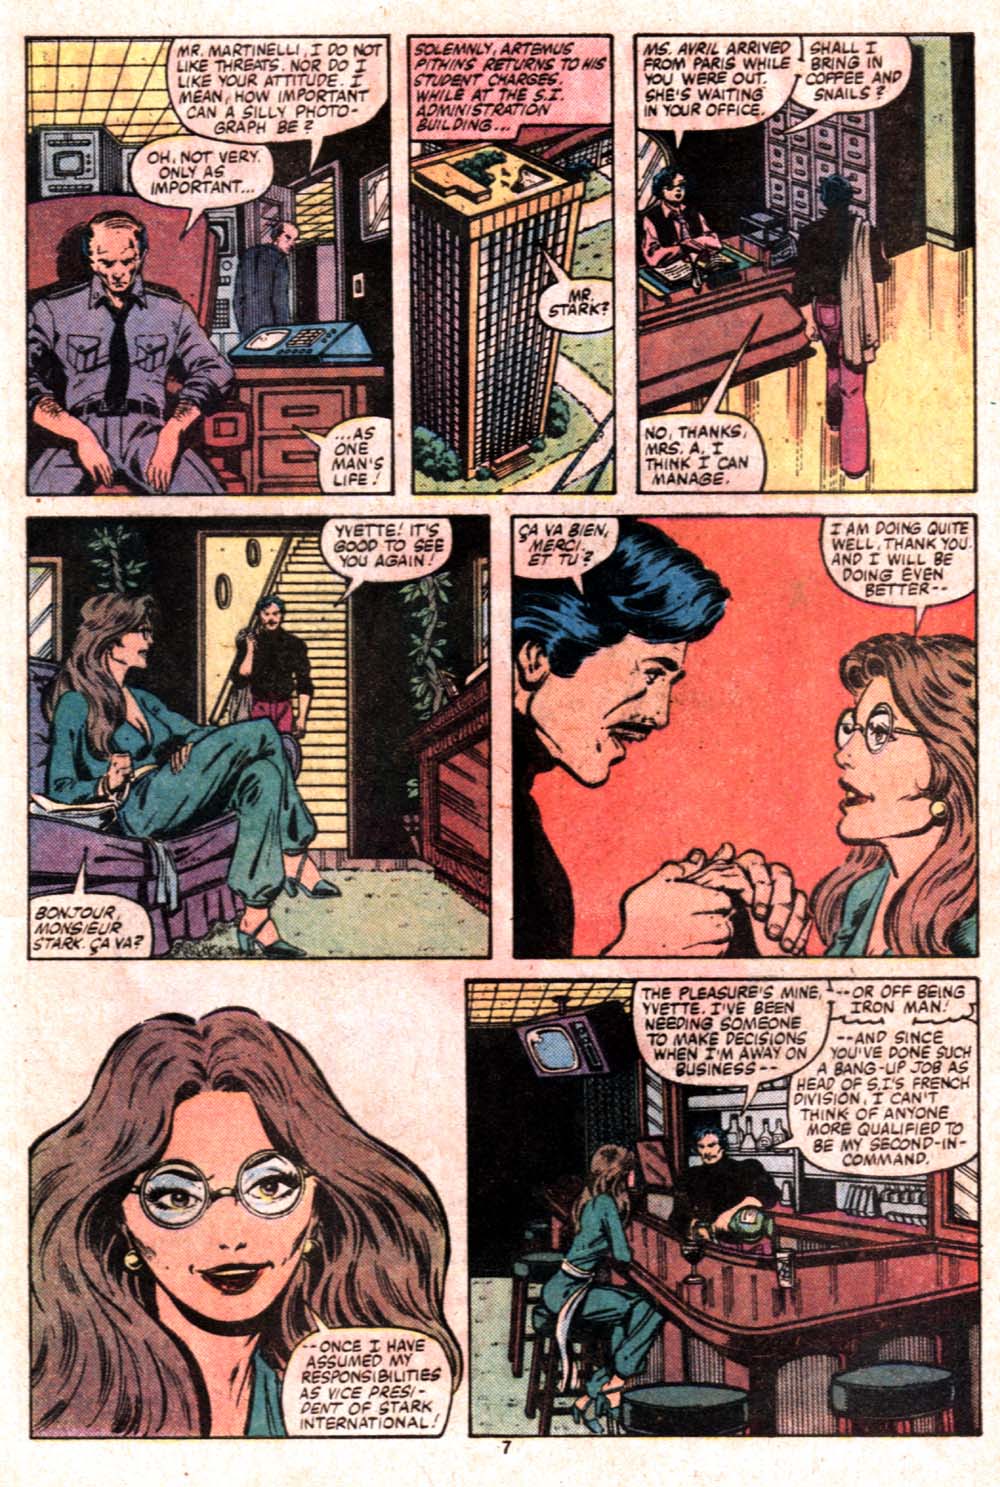 MR. MARTINELLI, I DO NOT
LIKE THREATS. NOR DO I
LIKE YOUR ATTITUDE. I
MEAN, HOW IMPORTANT
CAN A SILLY PHOTO-
GRAPH BE?
OH, NOT VERY.
ONLY AS
IMPORTANT...
...AS
ONE
MAN'S
LIFE!
SOLEMNLY, ARTEMUS
PITHINS RETURNS TO HIS
STUDENT CHARGES.
WHILE AT THE S.I.
ADMINISTRATION
BUILDING...
MR.
STARK?
MS. AVRIL ARRIVED
FROM PARIS WHILE
YOU WERE OUT.
SHE'S WAITING
IN YOUR OFFICE.
SHALL I
BRING IN
COFFEE AND
SNAILS?
NO, THANKS,
MRS. A. I
THINK I CAN
MANAGE.
YVETTE! IT'S
GOOD TO SEE
YOU AGAIN!
BONJOUR,
MONSIEUR
STARK. ÇA VA?
ÇA VA BIEN,
MERCI.
ET TU?
I AM DOING QUITE
WELL, THANK YOU.
AND I WILL BE
DOING EVEN
BETTER--
--ONCE I HAVE
ASSUMED MY
RESPONSIBILITIES
AS VICE PRESI-
DENT OF STARK
INTERNATIONAL!
THE PLEASURE'S MINE,
YVETTE. I'VE BEEN
NEEDING SOMEONE
TO MAKE DECISIONS
WHEN I'M AWAY ON
BUSINESS--
--OR OFF BEING
IRON MAN!
--AND SINCE
YOU'VE DONE SUCH
A BANG-UP JOB AS
HEAD OF S.I.'S FRENCH
DIVISION, I CAN'T
THINK OF ANYONE
MORE QUALIFIED TO
BE MY SECOND-IN-
COMMAND.
7